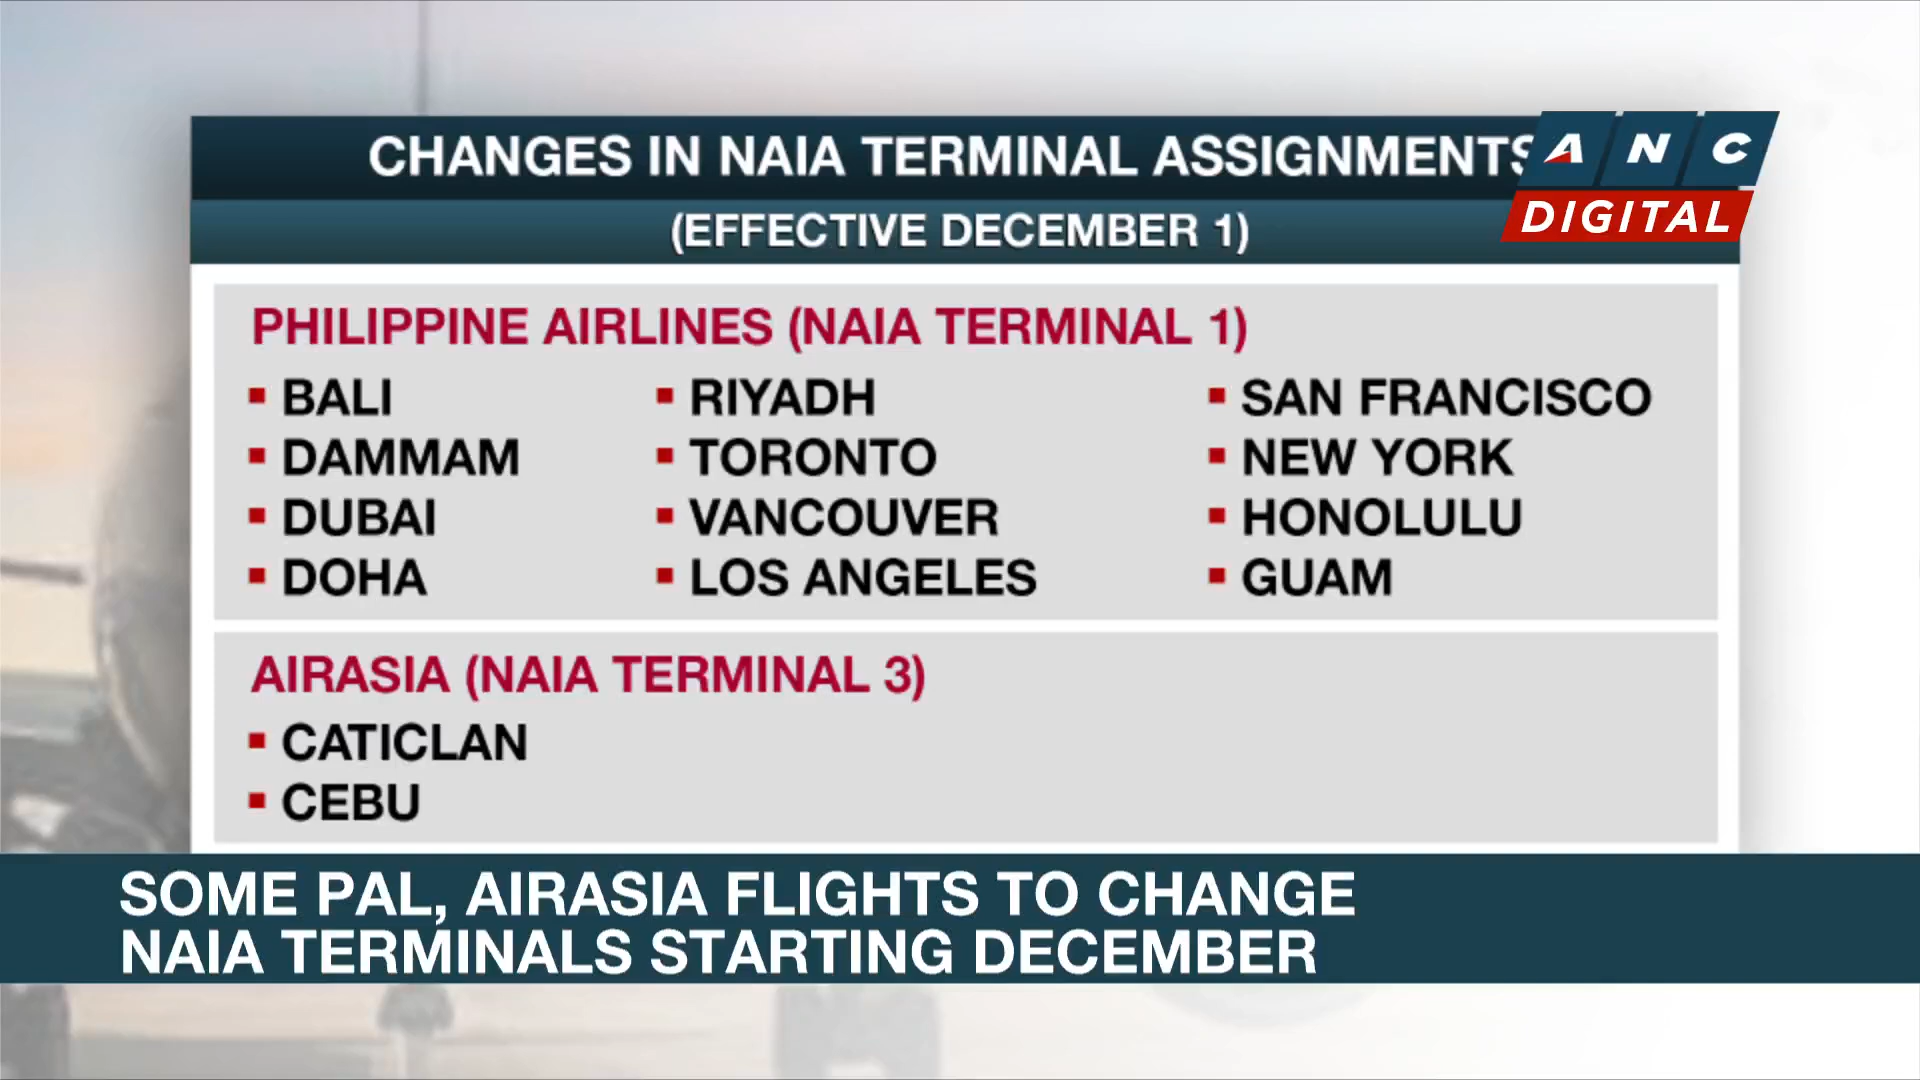 CHANGES IN NAIA TERMINAL ASSIGNMENTS
ANC
DIGITAL
(EFFECTIVE DECEMBER 1)
PHILIPPINE AIRLINES (NAIA TERMINAL 1)
▪ BALI
▪ DAMMAM
▪ DUBAI
▪ DOHA
▪ RIYADH
▪ TORONTO
▪ VANCOUVER
▪ LOS ANGELES
▪ SAN FRANCISCO
▪ NEW YORK
▪ HONOLULU
▪ GUAM
AIRASIA (NAIA TERMINAL 3)
▪ CATICLAN
▪ CEBU
SOME PAL, AIRASIA FLIGHTS TO CHANGE
NAIA TERMINALS STARTING DECEMBER